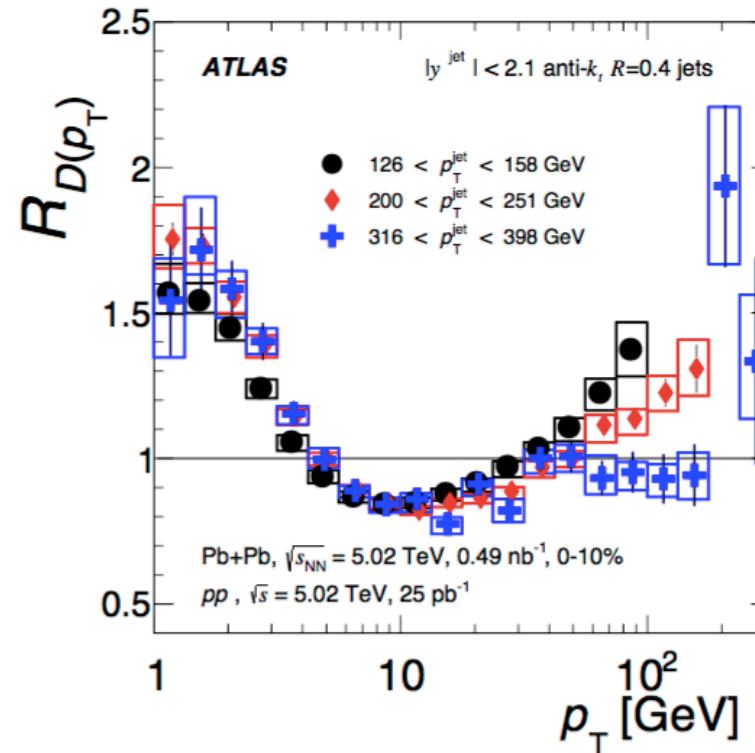 2.5
ATLAS |y^jet| < 2.1 anti-k_t R=0.4 jets
R_D(p_T)
126 < p_T^jet < 158 GeV
2
200 < p_T^jet < 251 GeV
316 < p_T^jet < 398 GeV
1.5
1
Pb+Pb, √s_NN = 5.02 TeV, 0.49 nb^-1, 0-10%
pp , √s = 5.02 TeV, 25 pb^-1
0.5
1 10 10^2
p_T [GeV]